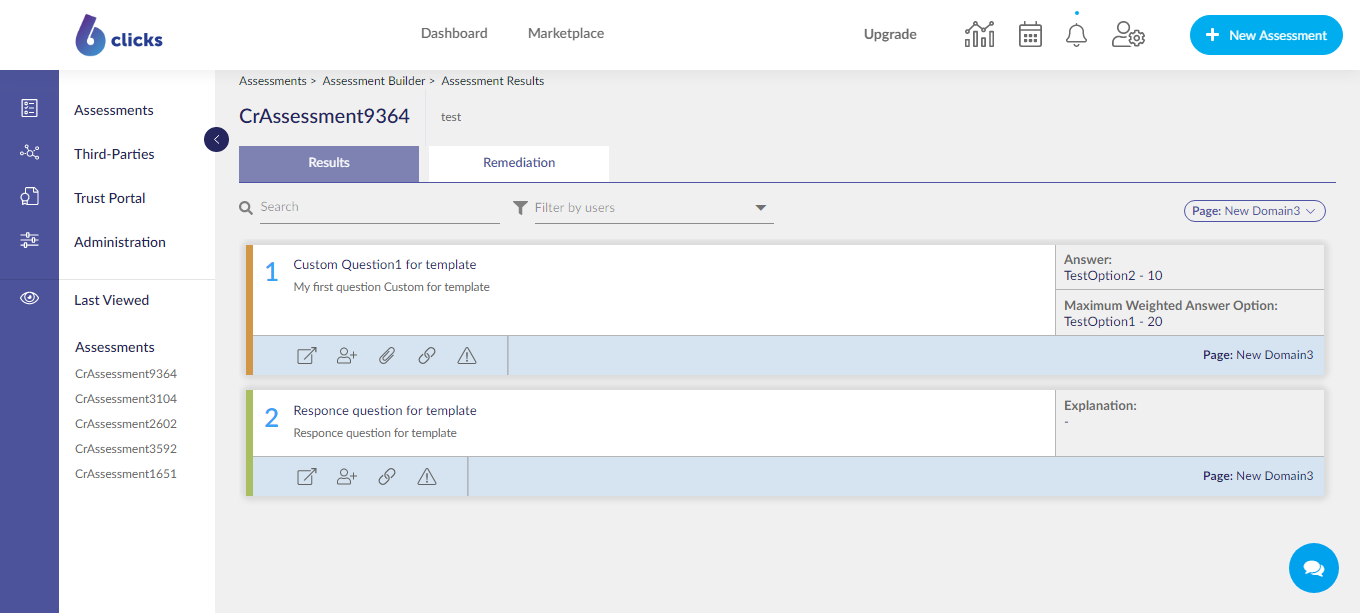 6 clicks
Dashboard
Marketplace
Upgrade
+ New Assessment
Assessments
Third-Parties
Trust Portal
Administration
Last Viewed
Assessments
CrAssessment9364
CrAssessment3104
CrAssessment2602
CrAssessment3592
CrAssessment1651
Assessments > Assessment Builder > Assessment Results
CrAssessment9364 test
Results
Remediation
Search
Filter by users
Page: New Domain3
1 Custom Question1 for template
My first question Custom for template
Answer:
TestOption2 - 10
Maximum Weighted Answer Option:
TestOption1 - 20
Page: New Domain3
2 Responce question for template
Responce question for template
Explanation:
-
Page: New Domain3